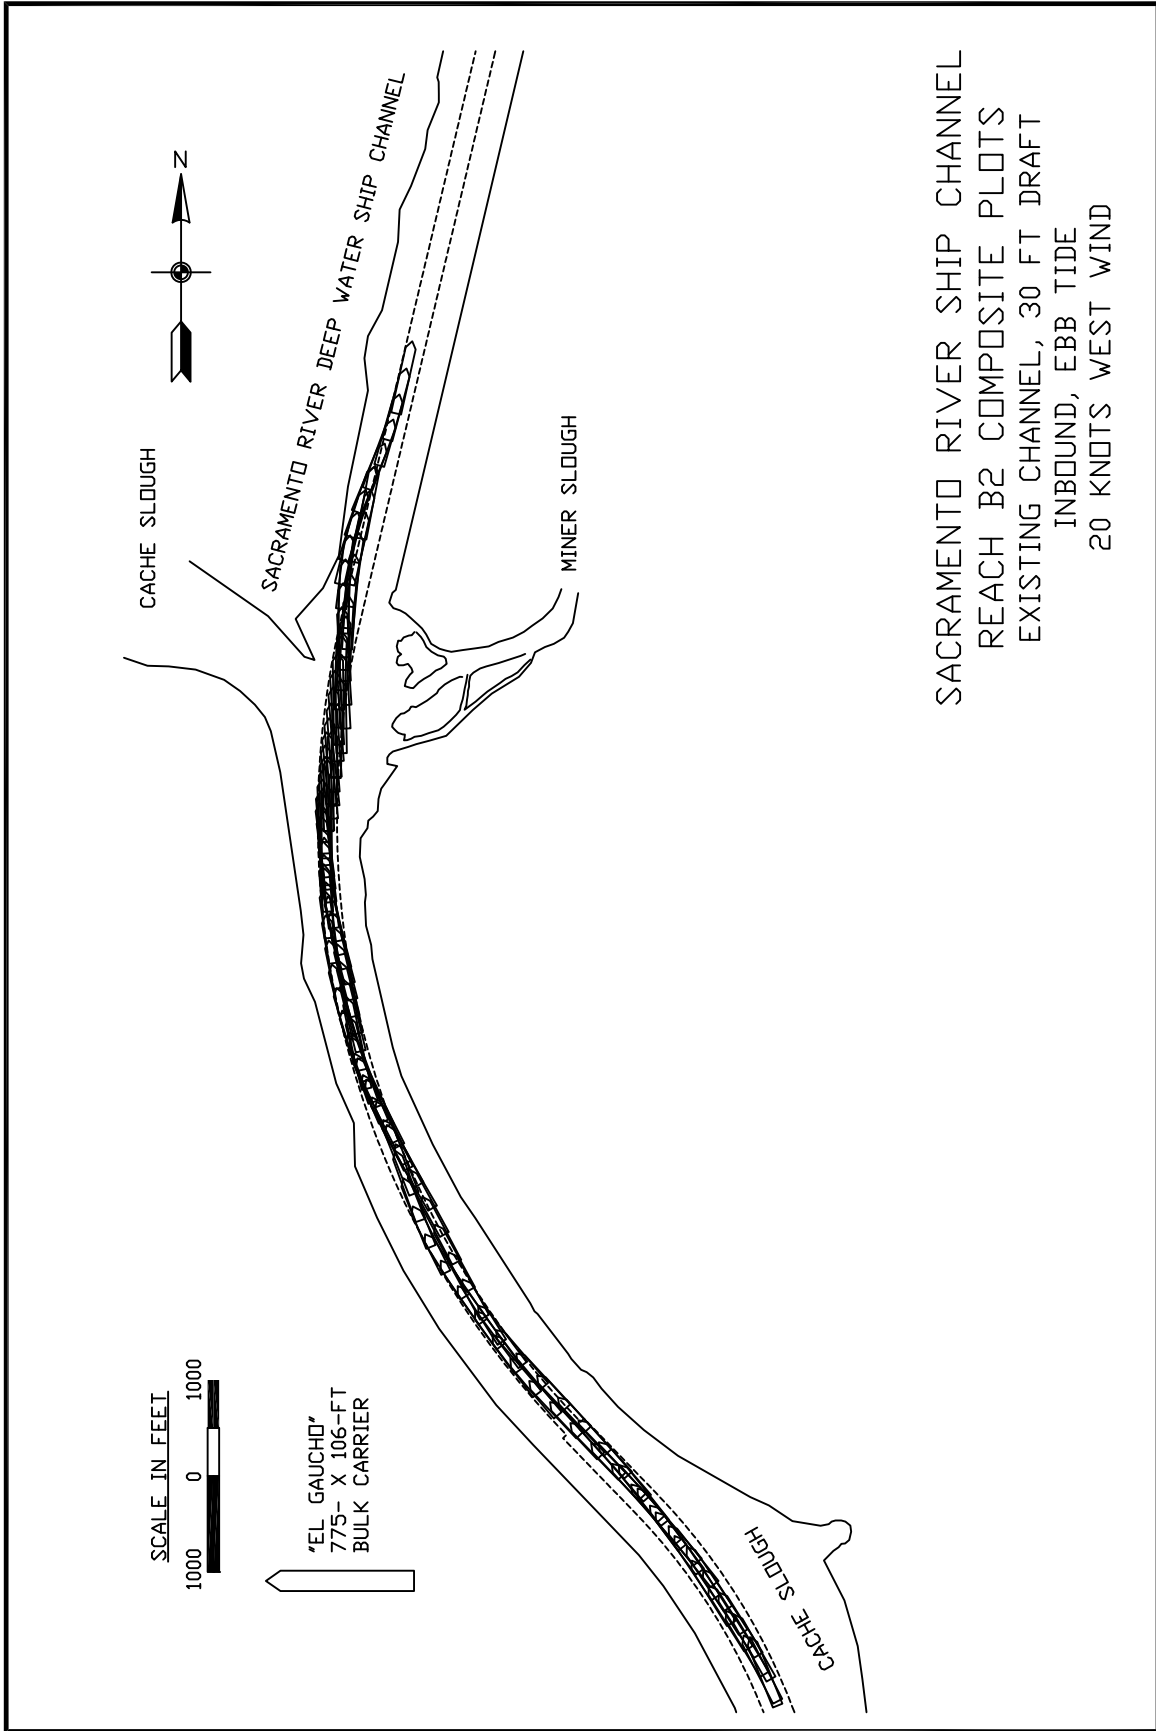 N
CACHE SLOUGH
SACRAMENTO RIVER DEEP WATER SHIP CHANNEL
MINER SLOUGH
CACHE SLOUGH
SCALE IN FEET
1000 0 1000
"EL GAUCHO"
775- X 106-FT
BULK CARRIER
SACRAMENTO RIVER SHIP CHANNEL
REACH B2 COMPOSITE PLOTS
EXISTING CHANNEL, 30 FT DRAFT
INBOUND, EBB TIDE
20 KNOTS WEST WIND